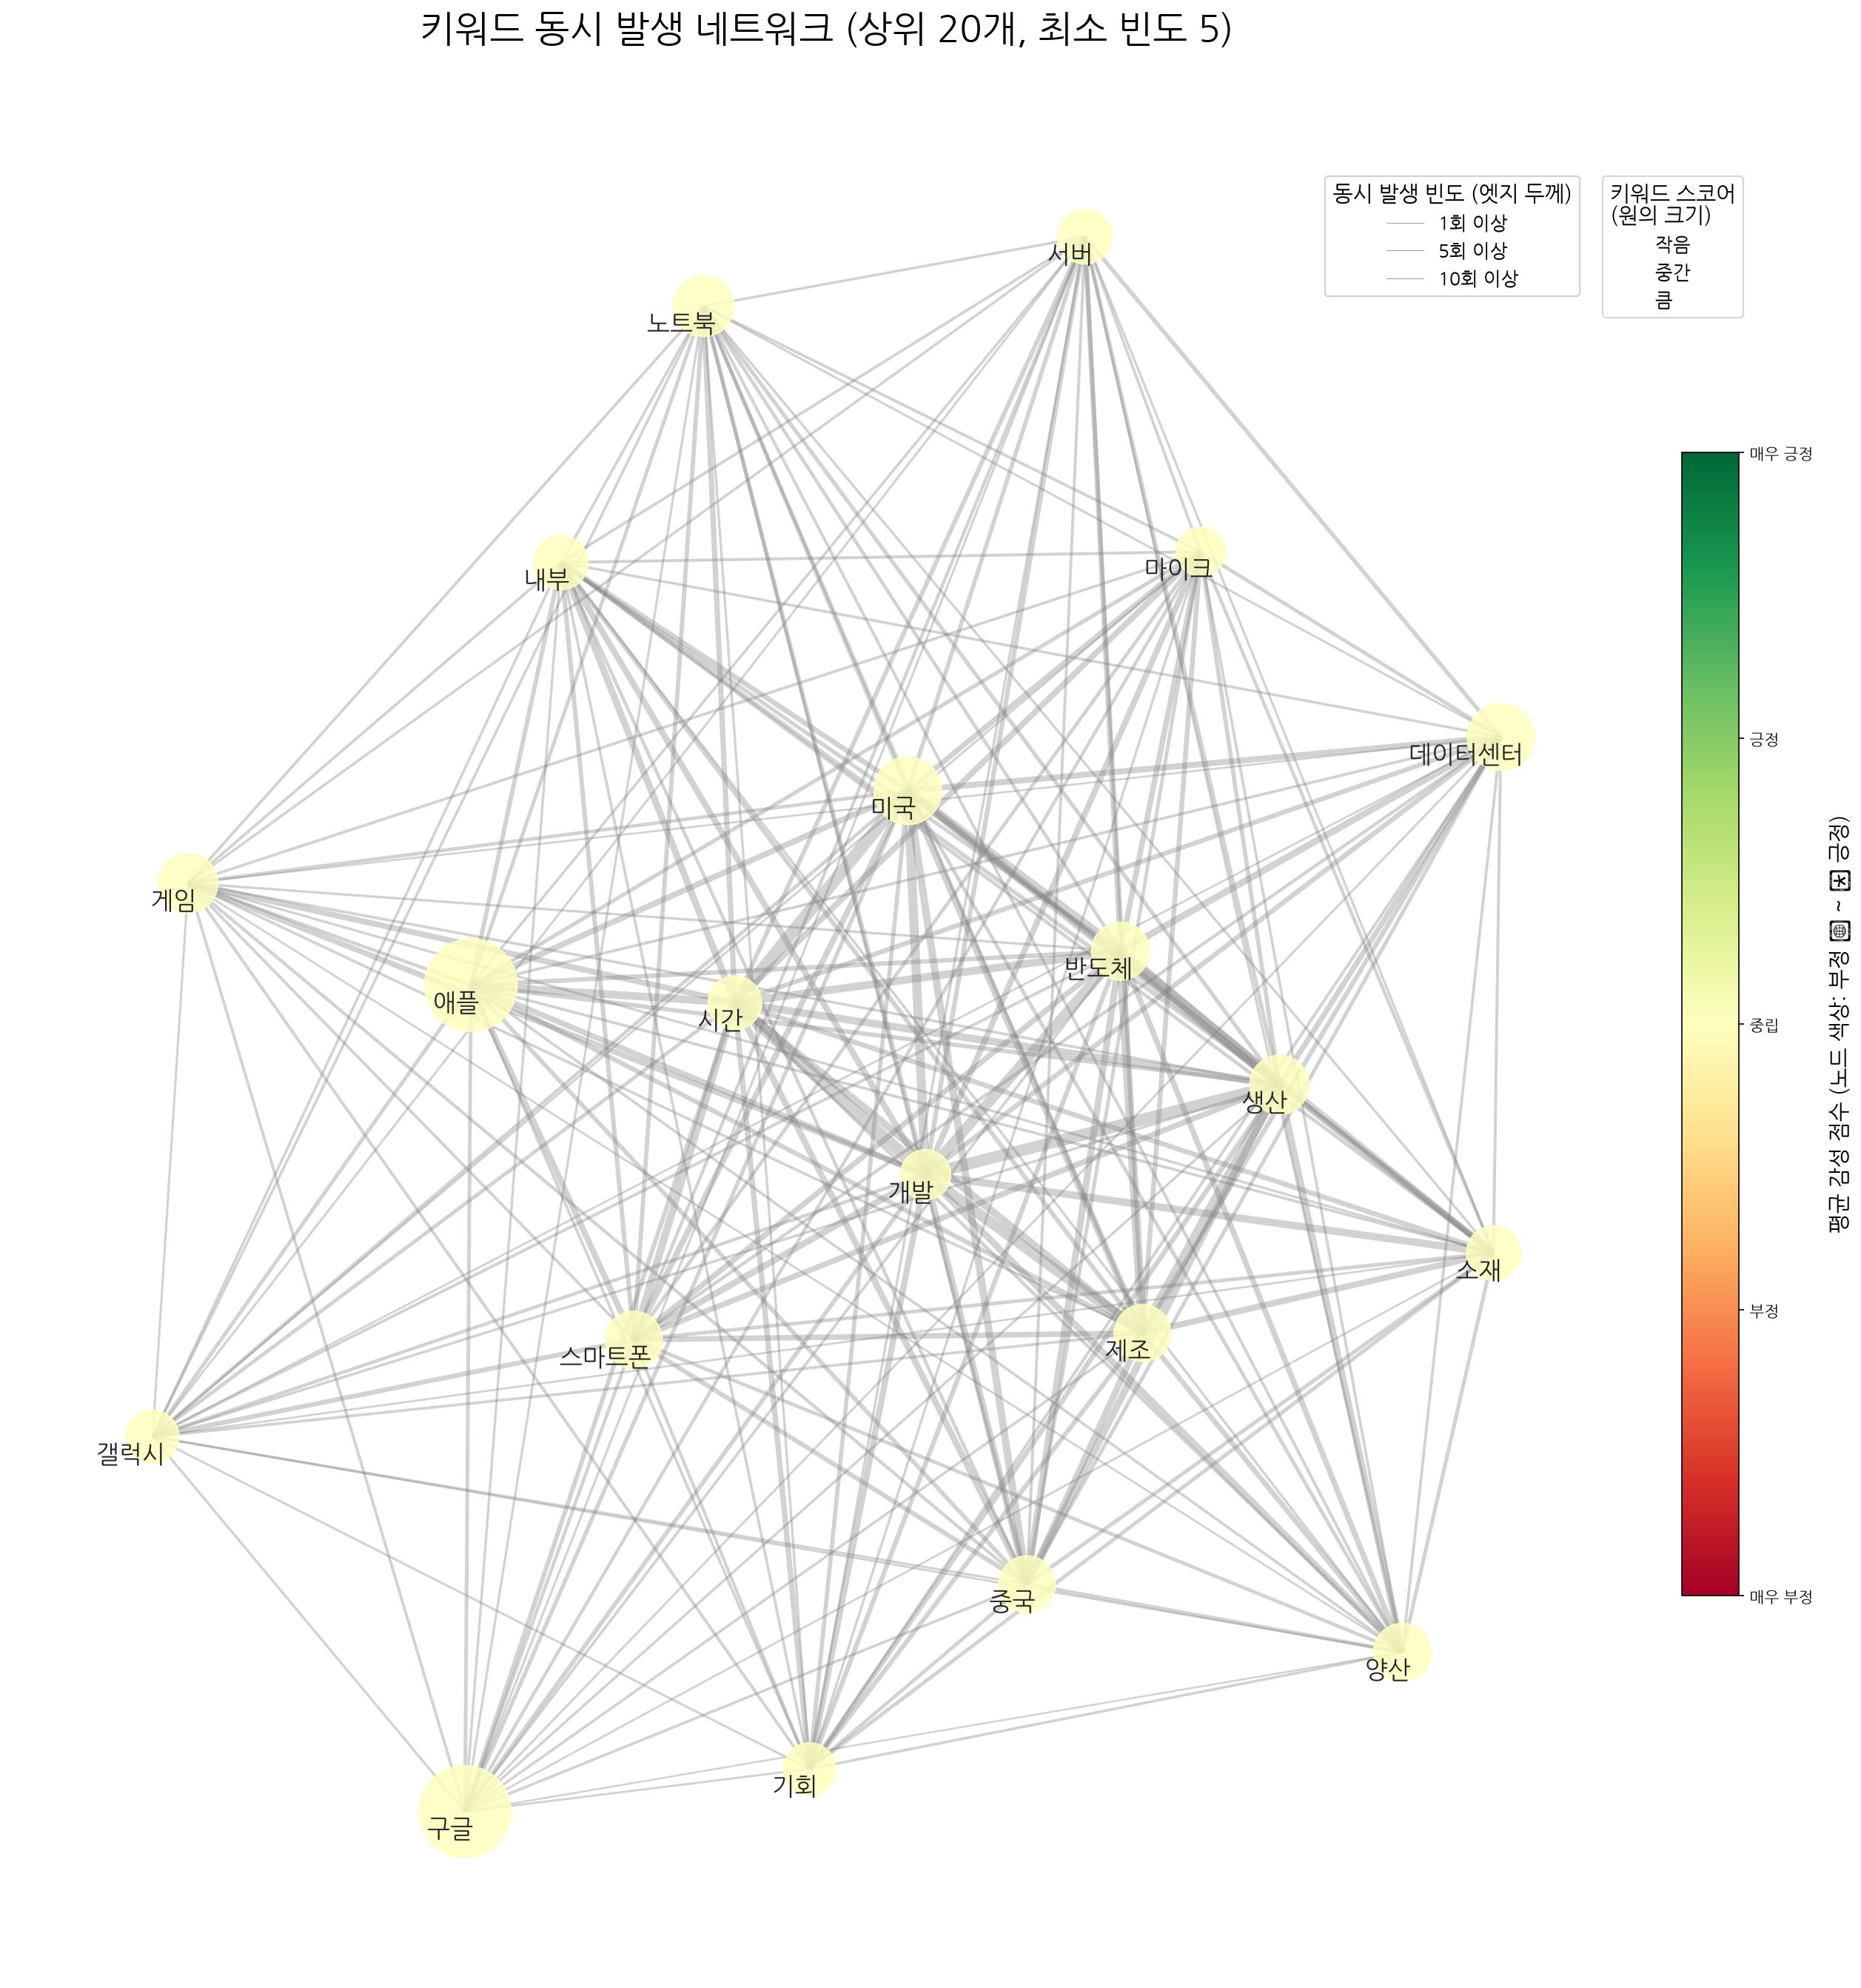 키워드 동시 발생 네트워크 (상위 20개, 최소 빈도 5)
동시 발생 빈도 (엣지 두께)
1회 이상
5회 이상
10회 이상
키워드 스코어
(원의 크기)
작음
중간
큼
서버
노트북
내부
마이크
데이터센터
미국
게임
애플
시간
반도체
생산
개발
소재
스마트폰
제조
갤럭시
중국
양산
기회
구글
매우 긍정
긍정
중립
부정
매우 부정
평균 감성 점수 (노드 색상: 부정 🌐 ~ 🃏 긍정)